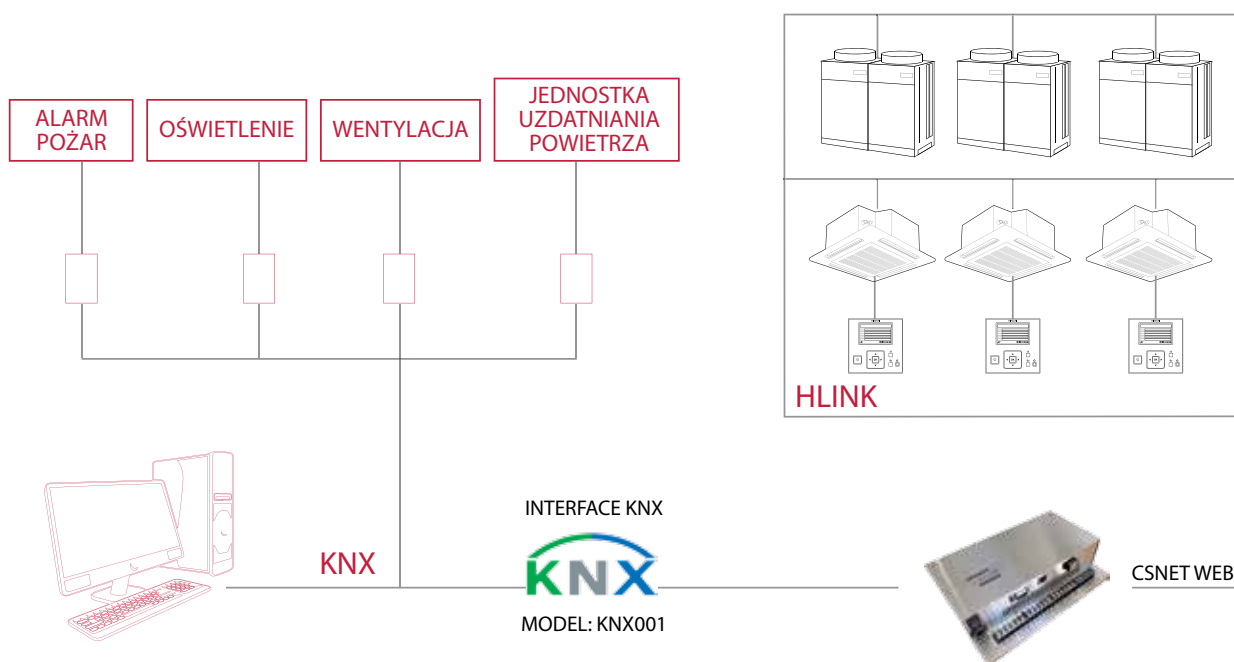 ALARM
POŻAR
OŚWIETLENIE
WENTYLACJA
JEDNOSTKA
UZDATNIANIA
POWIETRZA
HLINK
KNX
INTERFACE KNX
KNX
MODEL: KNX001
CSNET WEB